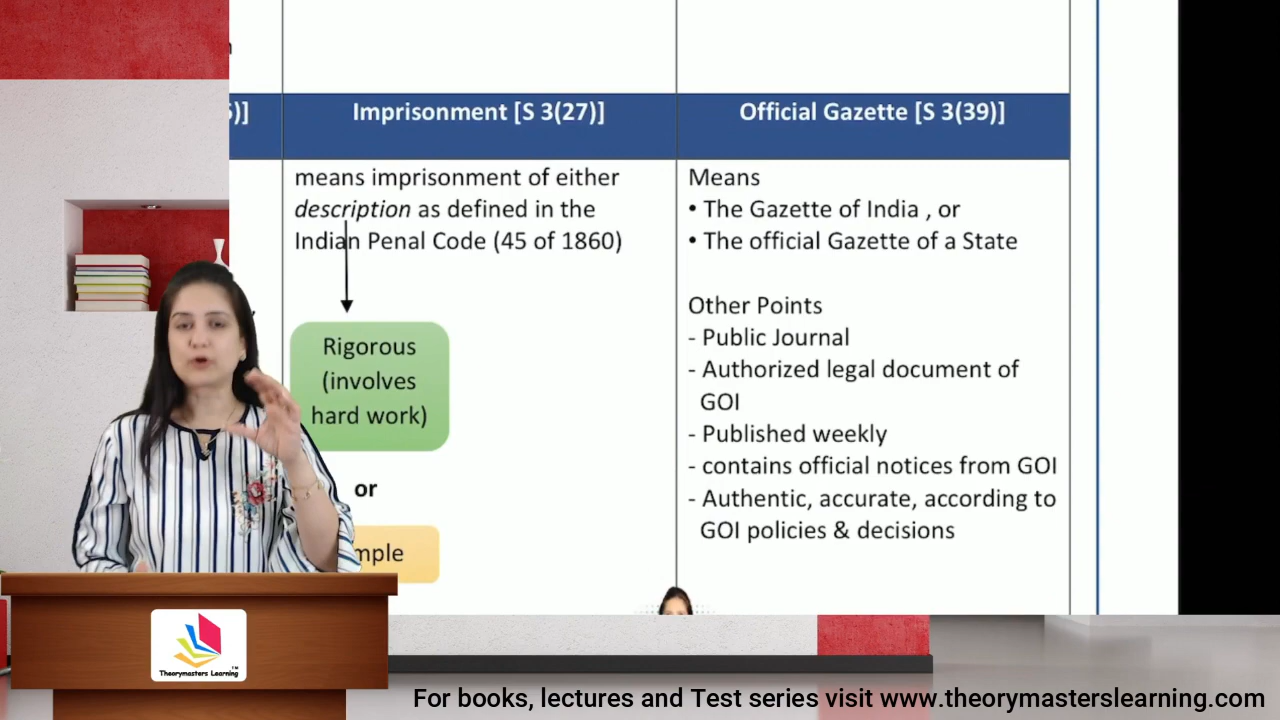 Imprisonment [S 3(27)]
means imprisonment of either
description as defined in the
Indian Penal Code (45 of 1860)
Rigorous
(involves
hard work)
or
Official Gazette [S 3(39)]
Means
• The Gazette of India , or
• The official Gazette of a State
Other Points
- Public Journal
- Authorized legal document of
GOI
- Published weekly
- contains official notices from GOI
- Authentic, accurate, according to
GOI policies & decisions
Theorymasters Learning™
For books, lectures and Test series visit www.theorymasterslearning.com